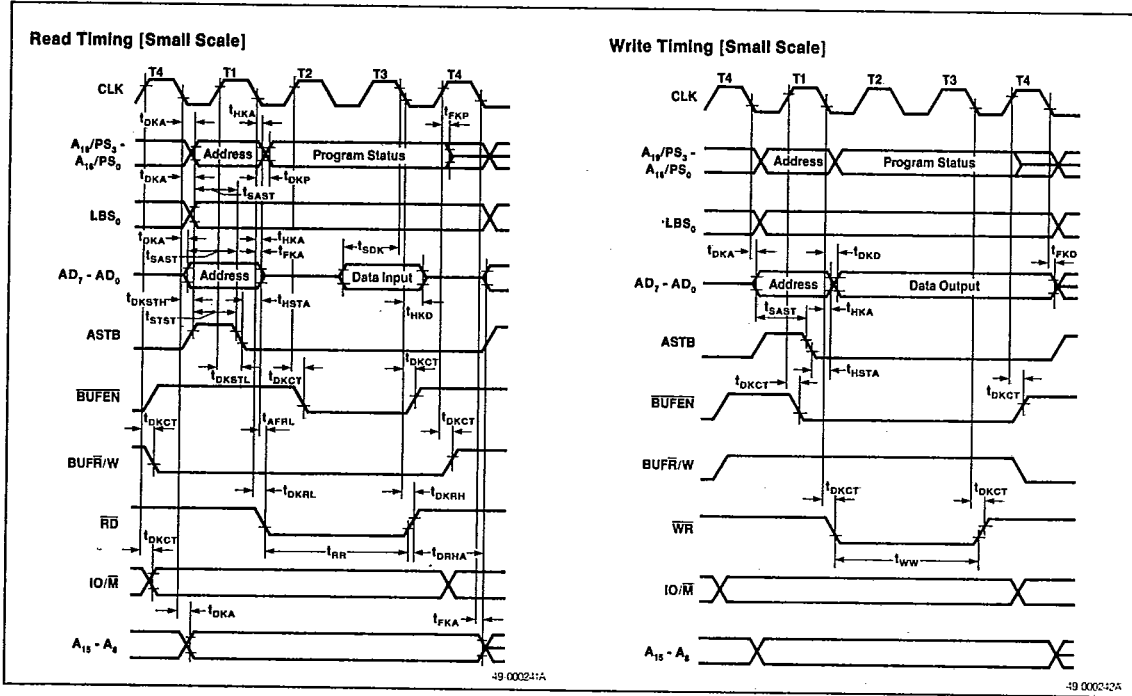 Read Timing [Small Scale]
T4 T1 T2 T3 T4
CLK
tDKA tHKA tFKP
A19/PS3 -
A16/PS0
Address Program Status
tDKA tDKP
tSAST
LBS0
tDKA tHKA
tSAST tFKA tSDK
AD7 - AD0
Address Data Input
tDKSTH tHSTA
tSTST tHKD
ASTB
tDKSTL tDKCT tDKCT
BUFEN
tDKCT tAFRL tDKCT
BUFR/W
tDKRL tDKRH
RD
tDKCT tRR tDRHA
IO/M
tDKA tFKA
A15 - A8
49-000241A
Write Timing [Small Scale]
T4 T1 T2 T3 T4
CLK
A19/PS3 -
A16/PS0
Address Program Status
LBS0
tDKA tDKD tFKD
AD7 - AD0
Address Data Output
tSAST tHKA
ASTB
tDKCT tHSTA
BUFEN
tDKCT
BUFR/W
tDKCT tDKCT
WR
tWW
IO/M
A15 - A8
49-000242A